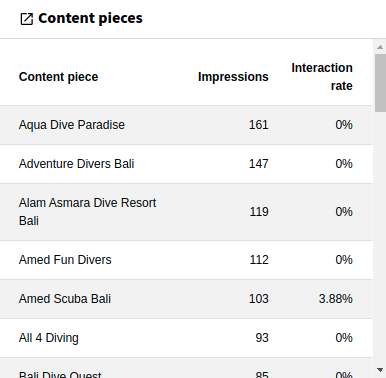 Content pieces
Content piece Impressions Interaction
rate
Aqua Dive Paradise 161 0%
Adventure Divers Bali 147 0%
Alam Asmara Dive Resort
Bali 119 0%
Amed Fun Divers 112 0%
Amed Scuba Bali 103 3.88%
All 4 Diving 93 0%
Bali Dive Quest 85 0%